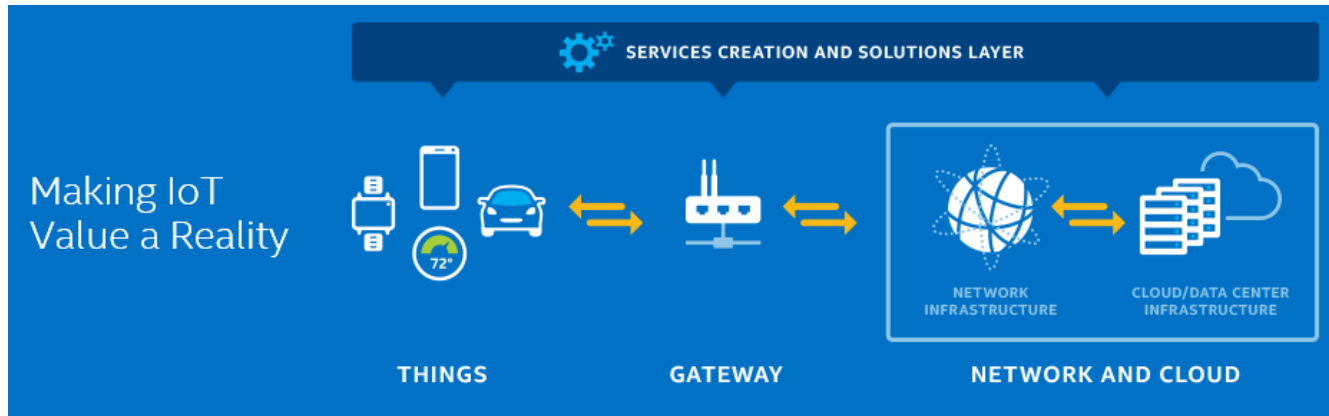 SERVICES CREATION AND SOLUTIONS LAYER
Making IoT
Value a Reality
72°
NETWORK
INFRASTRUCTURE
CLOUD/DATA CENTER
INFRASTRUCTURE
THINGS
GATEWAY
NETWORK AND CLOUD